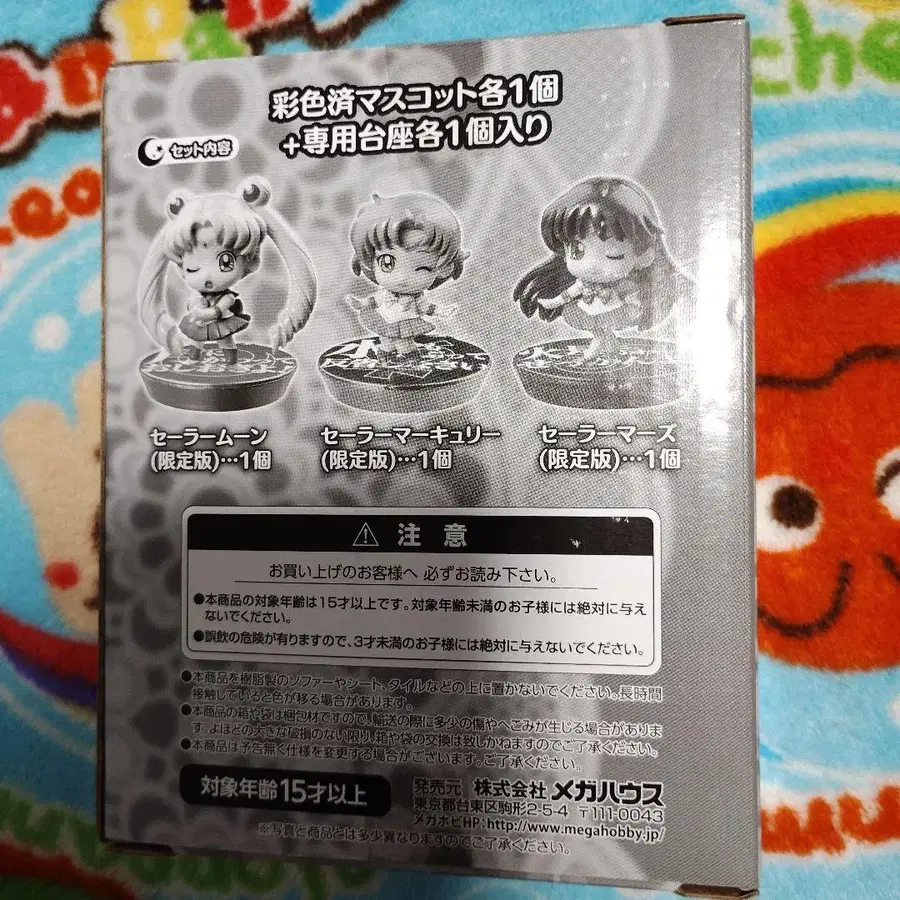 彩色済マスコット各1個
+専用台座各1個入り
セット内容
セーラームーン
(限定版)…1個
セーラーマーキュリー
(限定版)…1個
セーラーマーズ
(限定版)…1個
⚠ 注 意
お買い上げのお客様へ 必ずお読み下さい。
●本商品の対象年齢は15才以上です。対象年齢未満のお子様には絶対に与え
ないでください。
●誤飲の危険が有りますので、3才未満のお子様には絶対に与えないでください。
●本商品を樹脂製のソファーやシート、タイルなどの上に置かないでください。長時間
接触していると色が移る場合があります。
●本商品の箱や袋は梱包材ですので、輸送の際に多少の傷やへこみが生じる場合がありま
す。よほどの大きな破損のない限り、箱や袋の交換は致しかねますのでご了承ください。
●本商品は予告無く仕様を変更する場合がございます。ご了承ください。
対象年齢15才以上
発売元 株式会社 メガハウス
東京都台東区駒形2-5-4 〒111-0043
メガホビHP:http://www.megahobby.jp/
※写真と商品とは多少異なりますのでご了承ください。